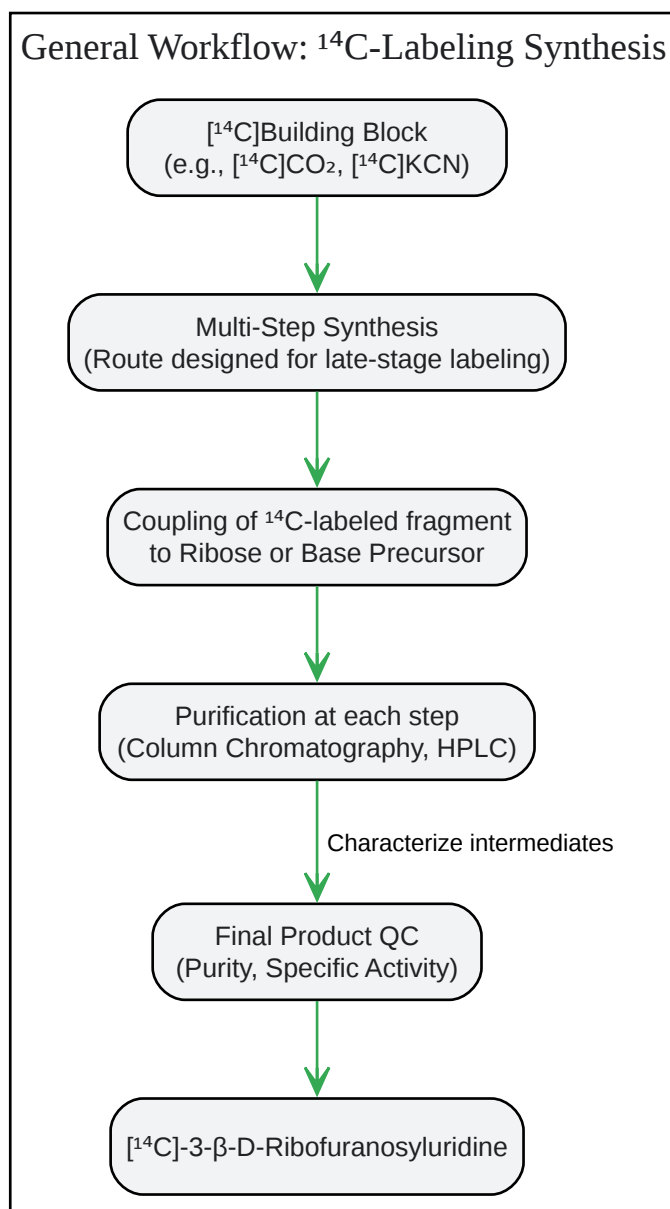 General Workflow: ¹⁴C-Labeling Synthesis
[¹⁴C]Building Block
(e.g., [¹⁴C]CO₂, [¹⁴C]KCN)
Multi-Step Synthesis
(Route designed for late-stage labeling)
Coupling of ¹⁴C-labeled fragment
to Ribose or Base Precursor
Purification at each step
(Column Chromatography, HPLC)
Characterize intermediates
Final Product QC
(Purity, Specific Activity)
[¹⁴C]-3-β-D-Ribofuranosyluridine